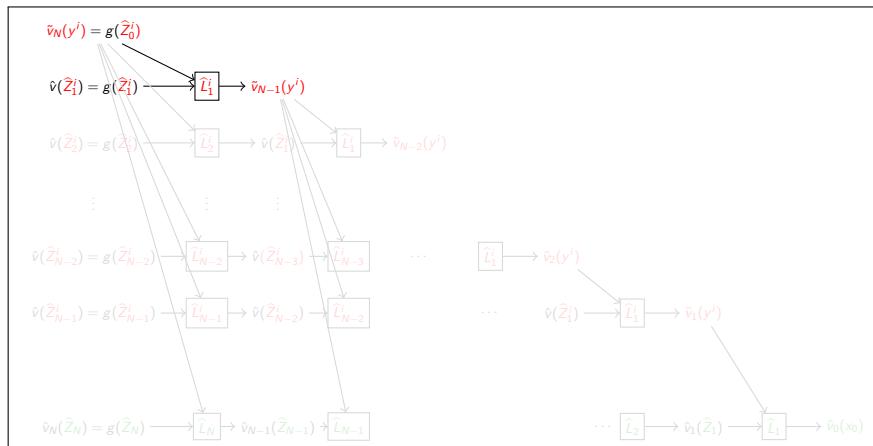 ṽ_N(y^i) = g(Ẑ_0^i)
v̂(Ẑ_1^i) = g(Ẑ_1^i) L̂_1^i ṽ_{N−1}(y^i)
v̂(Ẑ_2^i) = g(Ẑ_2^i) L̂_2^i v̂(Ẑ_1^i) L̂_1^i ṽ_{N−2}(y^i)
⋮ ⋮ ⋮
v̂(Ẑ_{N−2}^i) = g(Ẑ_{N−2}^i) L̂_{N−2}^i v̂(Ẑ_{N−3}^i) L̂_{N−3}^i ⋯ L̂_1^i ṽ_2(y^i)
v̂(Ẑ_{N−1}^i) = g(Ẑ_{N−1}^i) L̂_{N−1}^i v̂(Ẑ_{N−2}^i) L̂_{N−2}^i ⋯ v̂(Ẑ_1^i) L̂_1^i ṽ_1(y^i)
v̂_N(Ẑ_N) = g(Ẑ_N) L̂_N v̂_{N−1}(Ẑ_{N−1}) L̂_{N−1} ⋯ L̂_2 v̂_1(Ẑ_1) L̂_1 v̂_0(x_0)